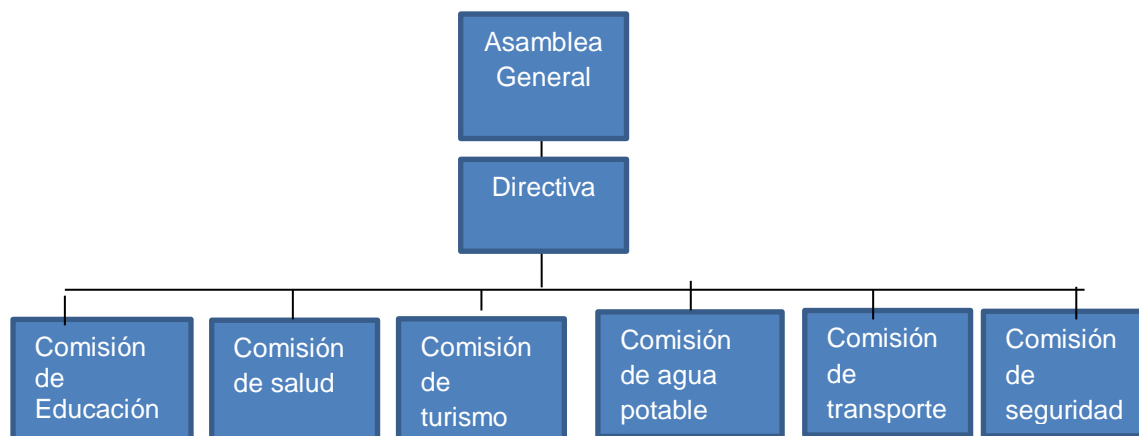 Asamblea
General
Directiva
Comisión
de
Educación
Comisión
de salud
Comisión
de
turismo
Comisión
de agua
potable
Comisión
de
transporte
Comisión
de
seguridad